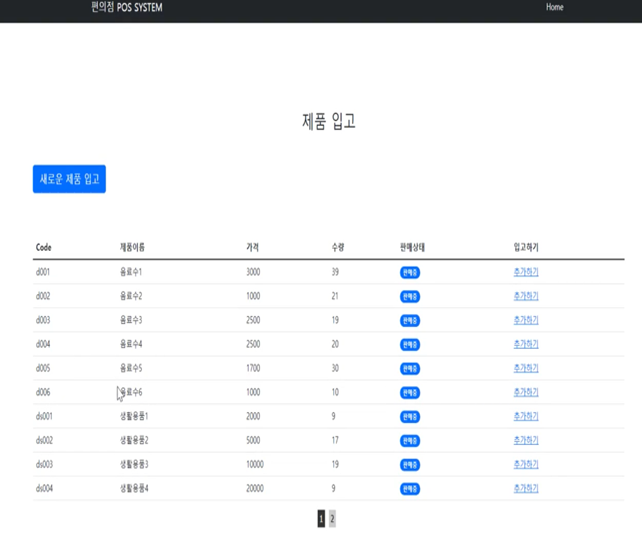 편의점 POS SYSTEM Home
제품 입고
새로운 제품 입고
Code 제품이름 가격 수량 판매상태 입고하기
d001 음료수1 3000 39 판매중 추가하기
d002 음료수2 1000 21 판매중 추가하기
d003 음료수3 2500 19 판매중 추가하기
d004 음료수4 2500 20 판매중 추가하기
d005 음료수5 1700 30 판매중 추가하기
d006 음료수6 1000 10 판매중 추가하기
ds001 생활용품1 2000 9 판매중 추가하기
ds002 생활용품2 5000 17 판매중 추가하기
ds003 생활용품3 10000 19 판매중 추가하기
ds004 생활용품4 20000 9 판매중 추가하기
1 2